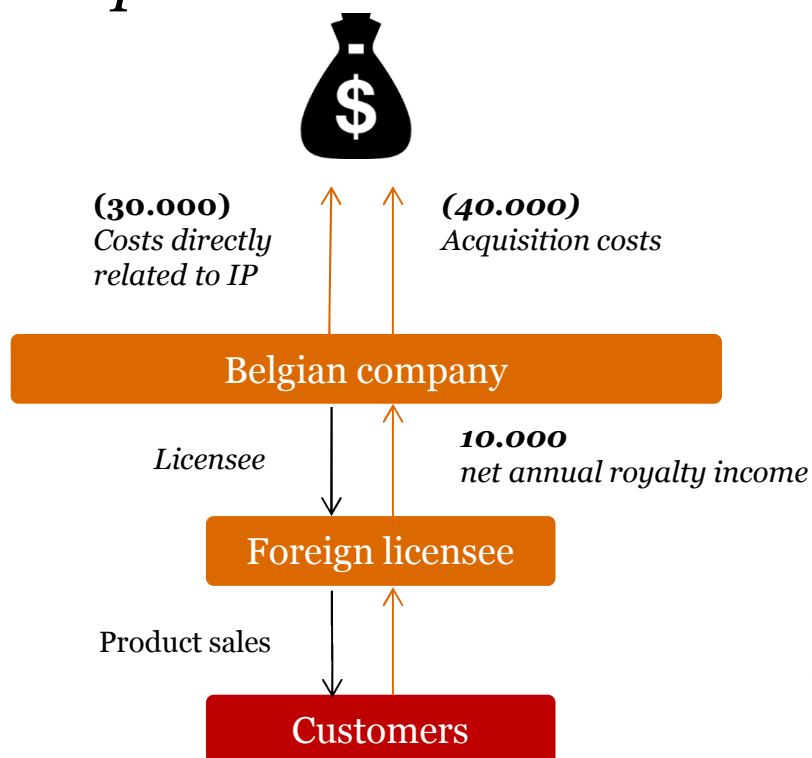 $
(30.000)
Costs directly
related to IP
(40.000)
Acquisition costs
Belgian company
Licensee
10.000
net annual royalty income
Foreign licensee
Product sales
Customers